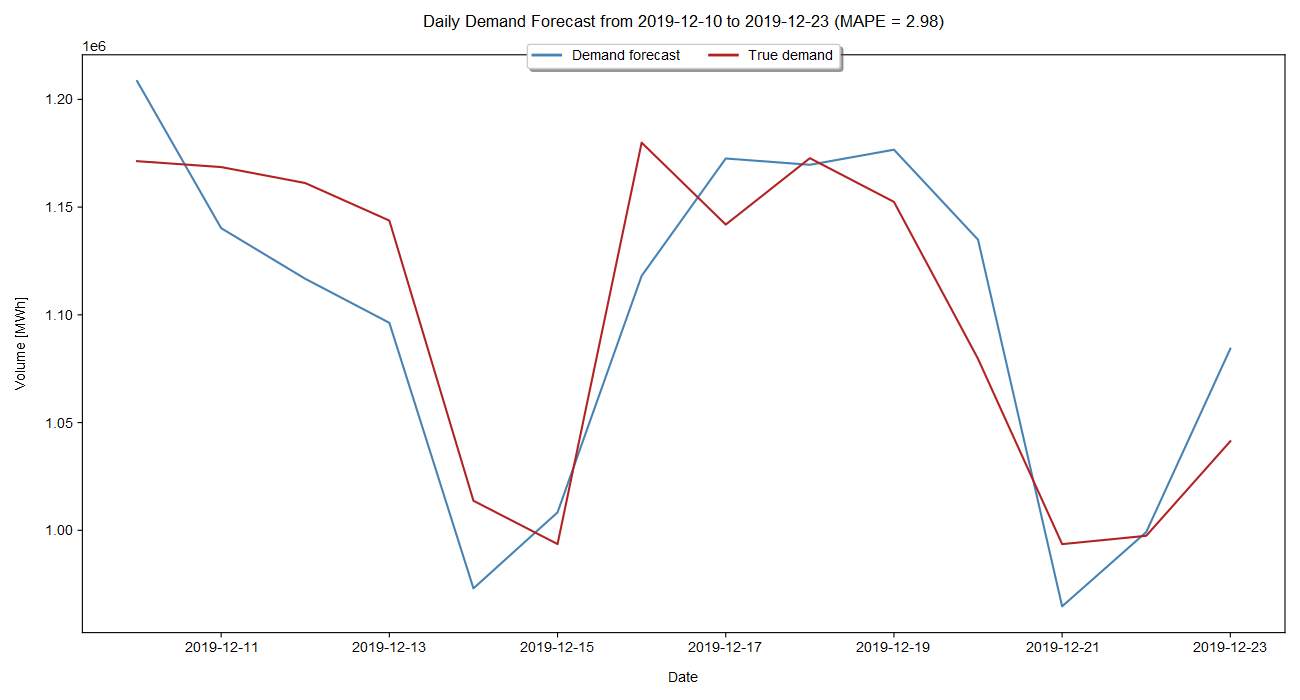 Daily Demand Forecast from 2019-12-10 to 2019-12-23 (MAPE = 2.98)
1e6
Demand forecast True demand
1.20
1.15
1.10
1.05
1.00
Volume [MWh]
2019-12-11 2019-12-13 2019-12-15 2019-12-17 2019-12-19 2019-12-21 2019-12-23
Date